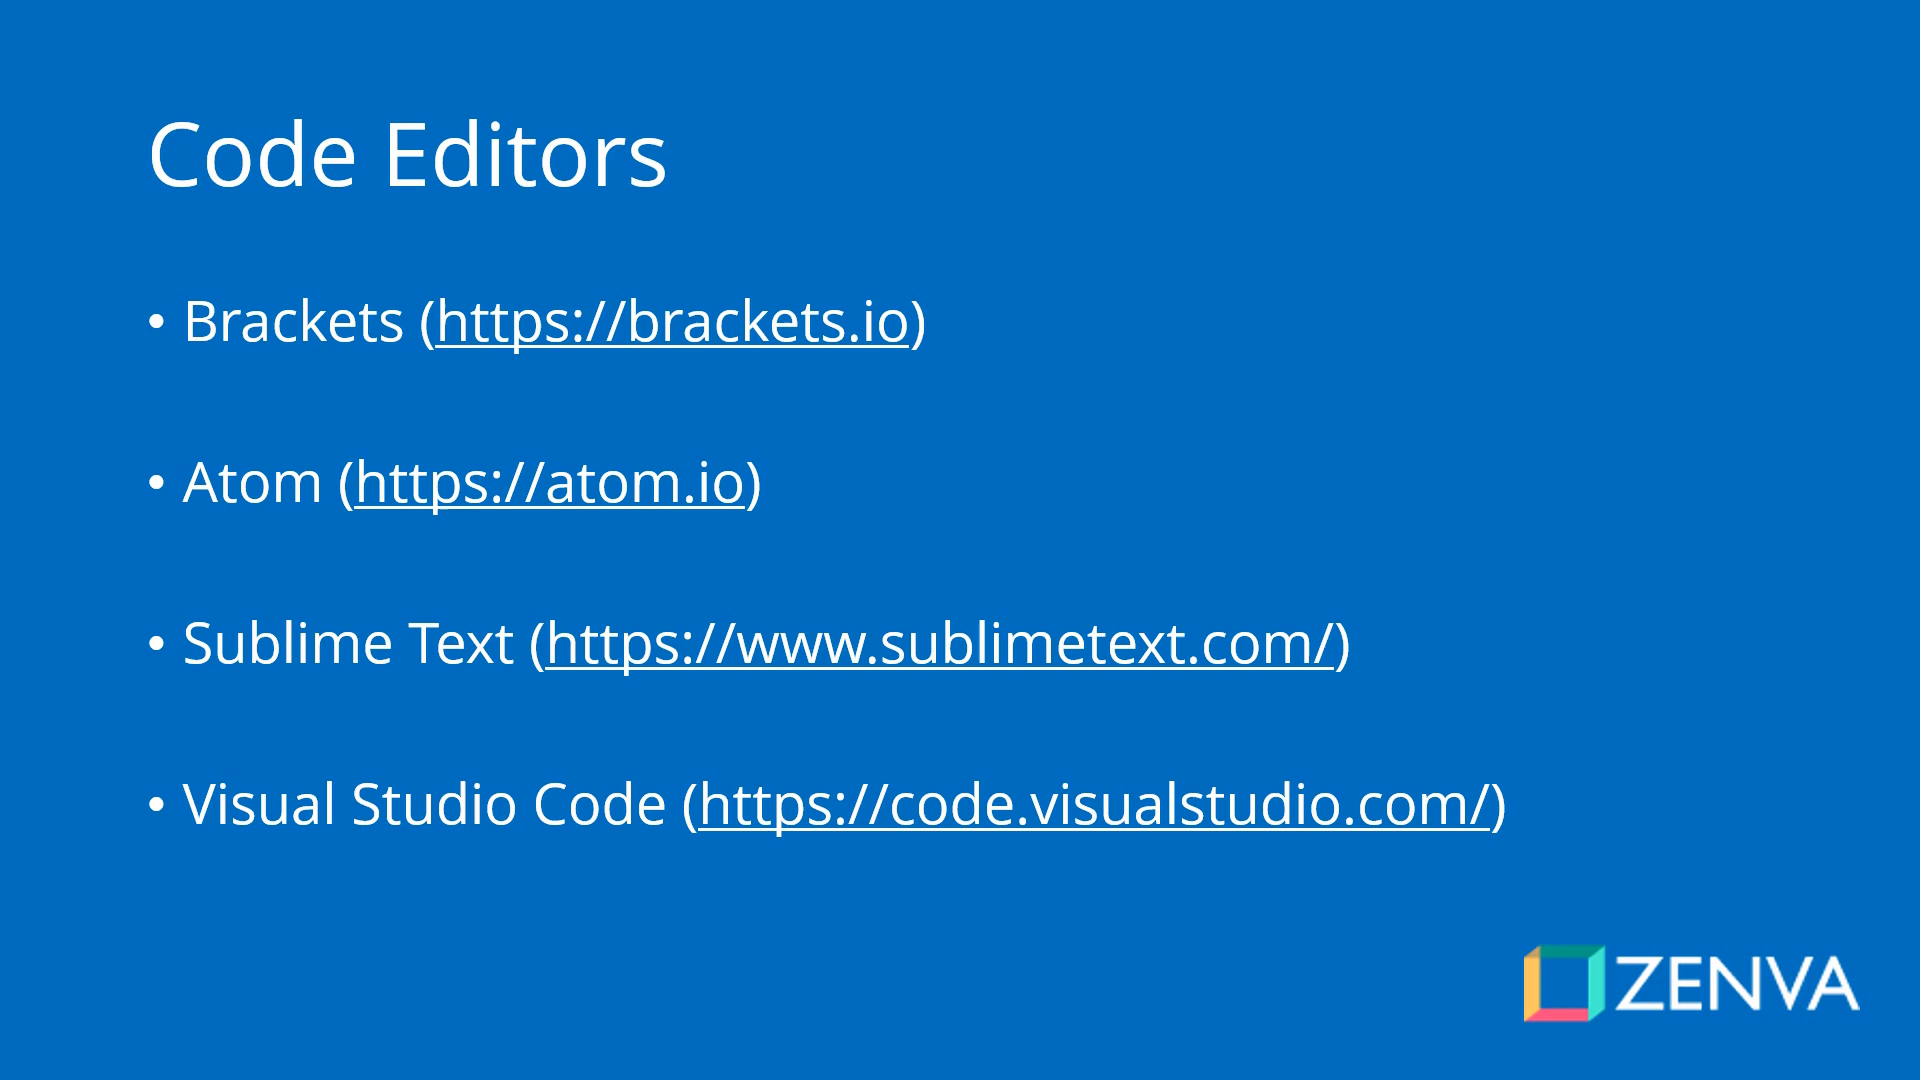 Code Editors
• Brackets (https://brackets.io)
• Atom (https://atom.io)
• Sublime Text (https://www.sublimetext.com/)
• Visual Studio Code (https://code.visualstudio.com/)
ZENVA